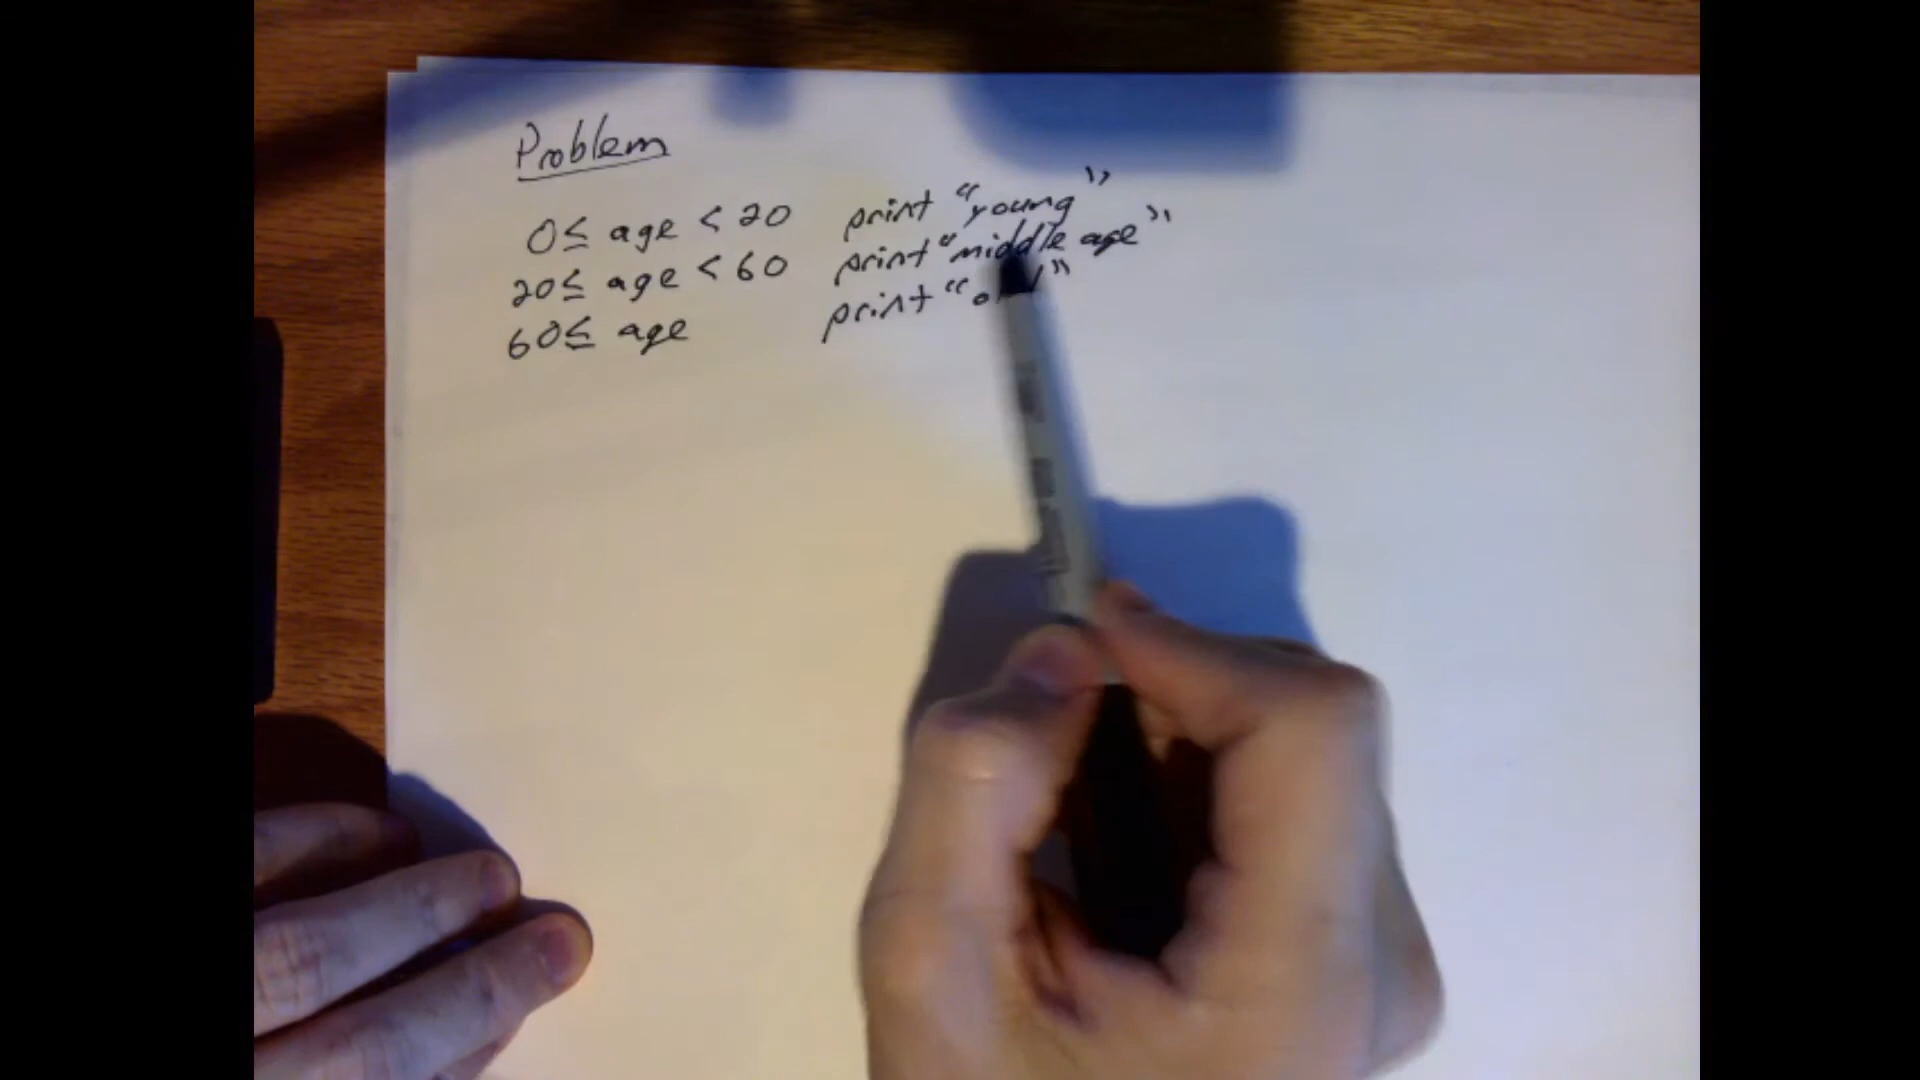 Problem
0≤ age < 20 print "young"
20≤ age < 60 print "middle age"
60≤ age print